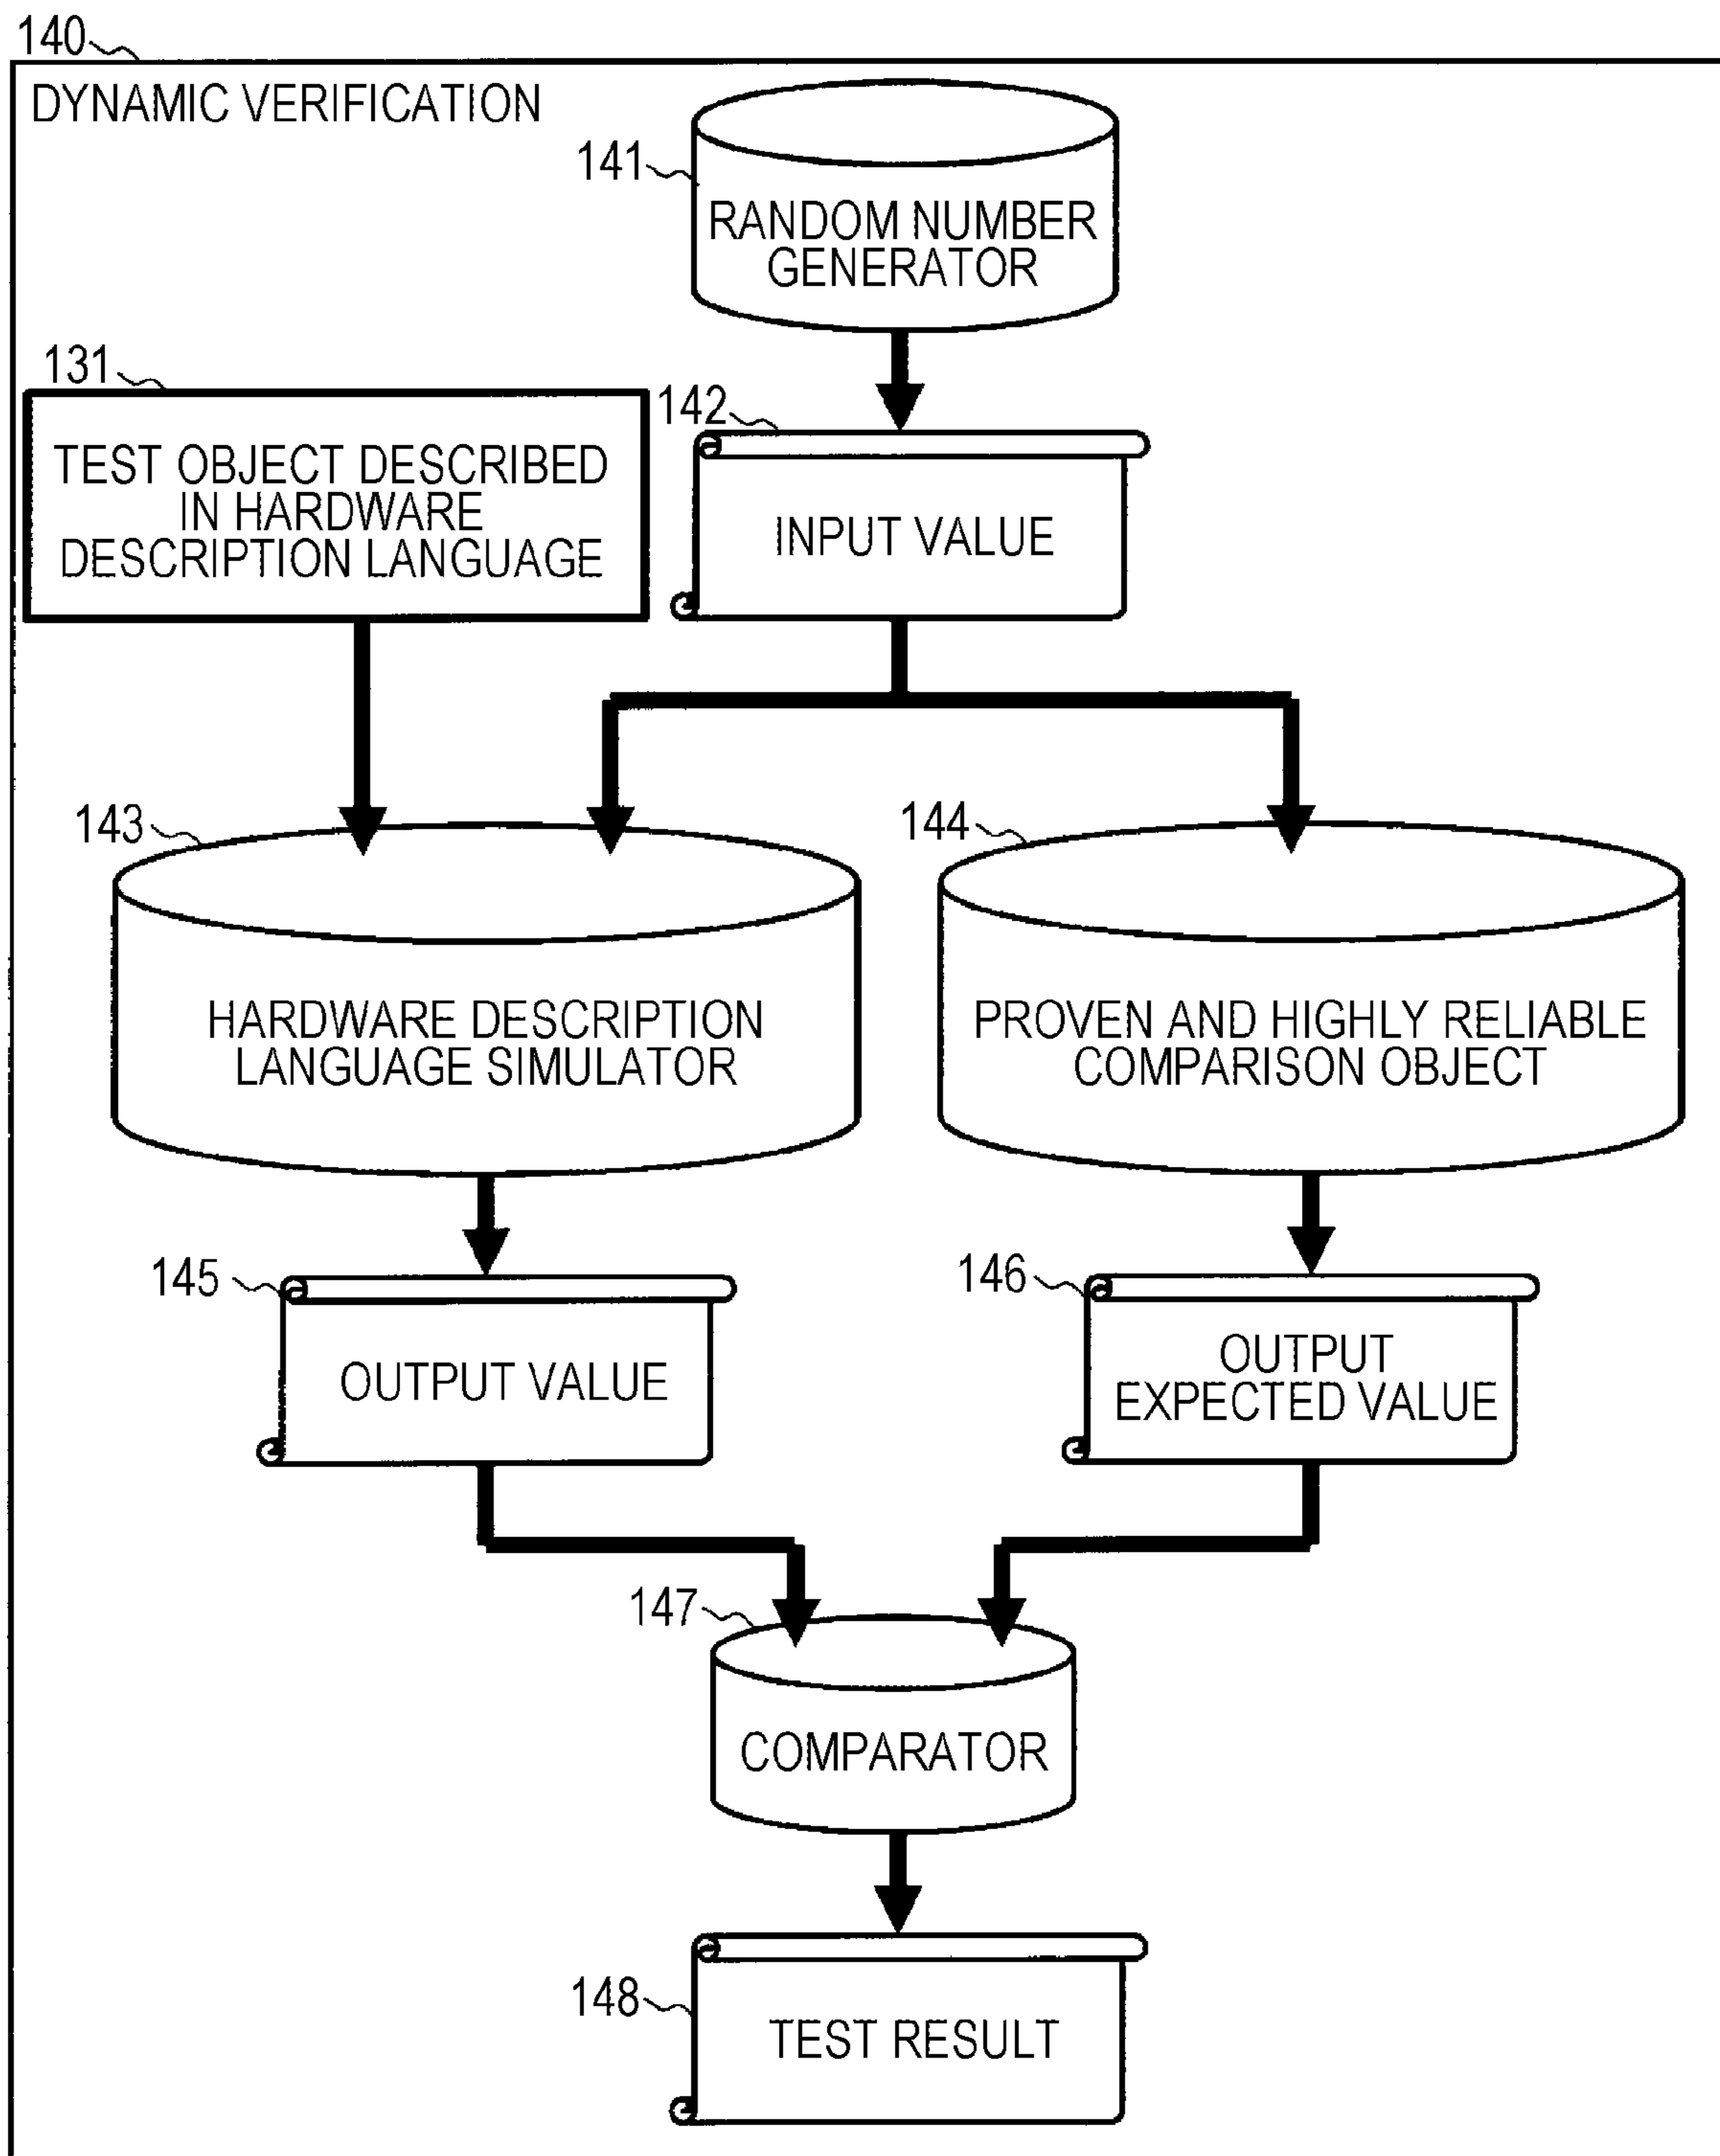 140
DYNAMIC VERIFICATION
141
RANDOM NUMBER
GENERATOR
131
TEST OBJECT DESCRIBED
IN HARDWARE
DESCRIPTION LANGUAGE
142
INPUT VALUE
143
HARDWARE DESCRIPTION
LANGUAGE SIMULATOR
144
PROVEN AND HIGHLY RELIABLE
COMPARISON OBJECT
145
OUTPUT VALUE
146
OUTPUT
EXPECTED VALUE
147
COMPARATOR
148
TEST RESULT